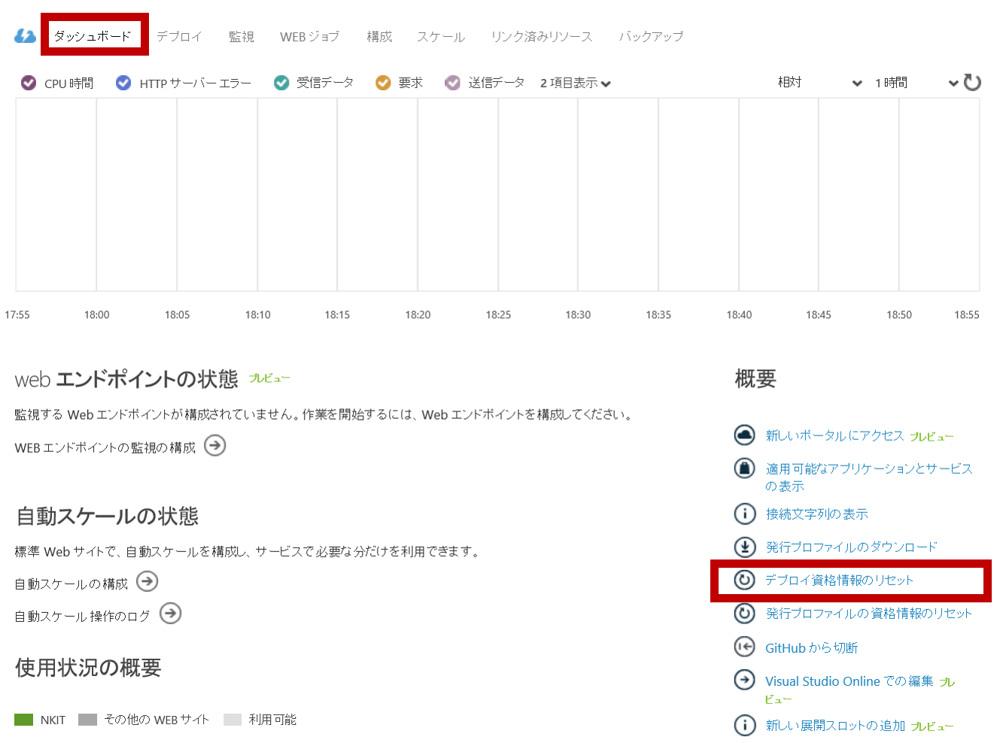 ダッシュボード デプロイ 監視 WEB ジョブ 構成 スケール リンク済みリソース バックアップ
CPU 時間 HTTP サーバー エラー 受信データ 要求 送信データ 2 項目表示 相対 1 時間
17:55 18:00 18:05 18:10 18:15 18:20 18:25 18:30 18:35 18:40 18:45 18:50 18:55
web エンドポイントの状態 プレビュー
監視する Web エンドポイントが構成されていません。作業を開始するには、Web エンドポイントを構成してください。
WEB エンドポイントの監視の構成
自動スケールの状態
標準 Web サイトで、自動スケールを構成し、サービスで必要な分だけを利用できます。
自動スケールの構成
自動スケール操作のログ
使用状況の概要
NKIT その他の WEB サイト 利用可能
概要
新しいポータルにアクセス プレビュー
適用可能なアプリケーションとサービス
の表示
接続文字列の表示
発行プロファイルのダウンロード
デプロイ資格情報のリセット
発行プロファイルの資格情報のリセット
GitHub から切断
Visual Studio Online での編集 プレ
ビュー
新しい展開スロットの追加 プレビュー